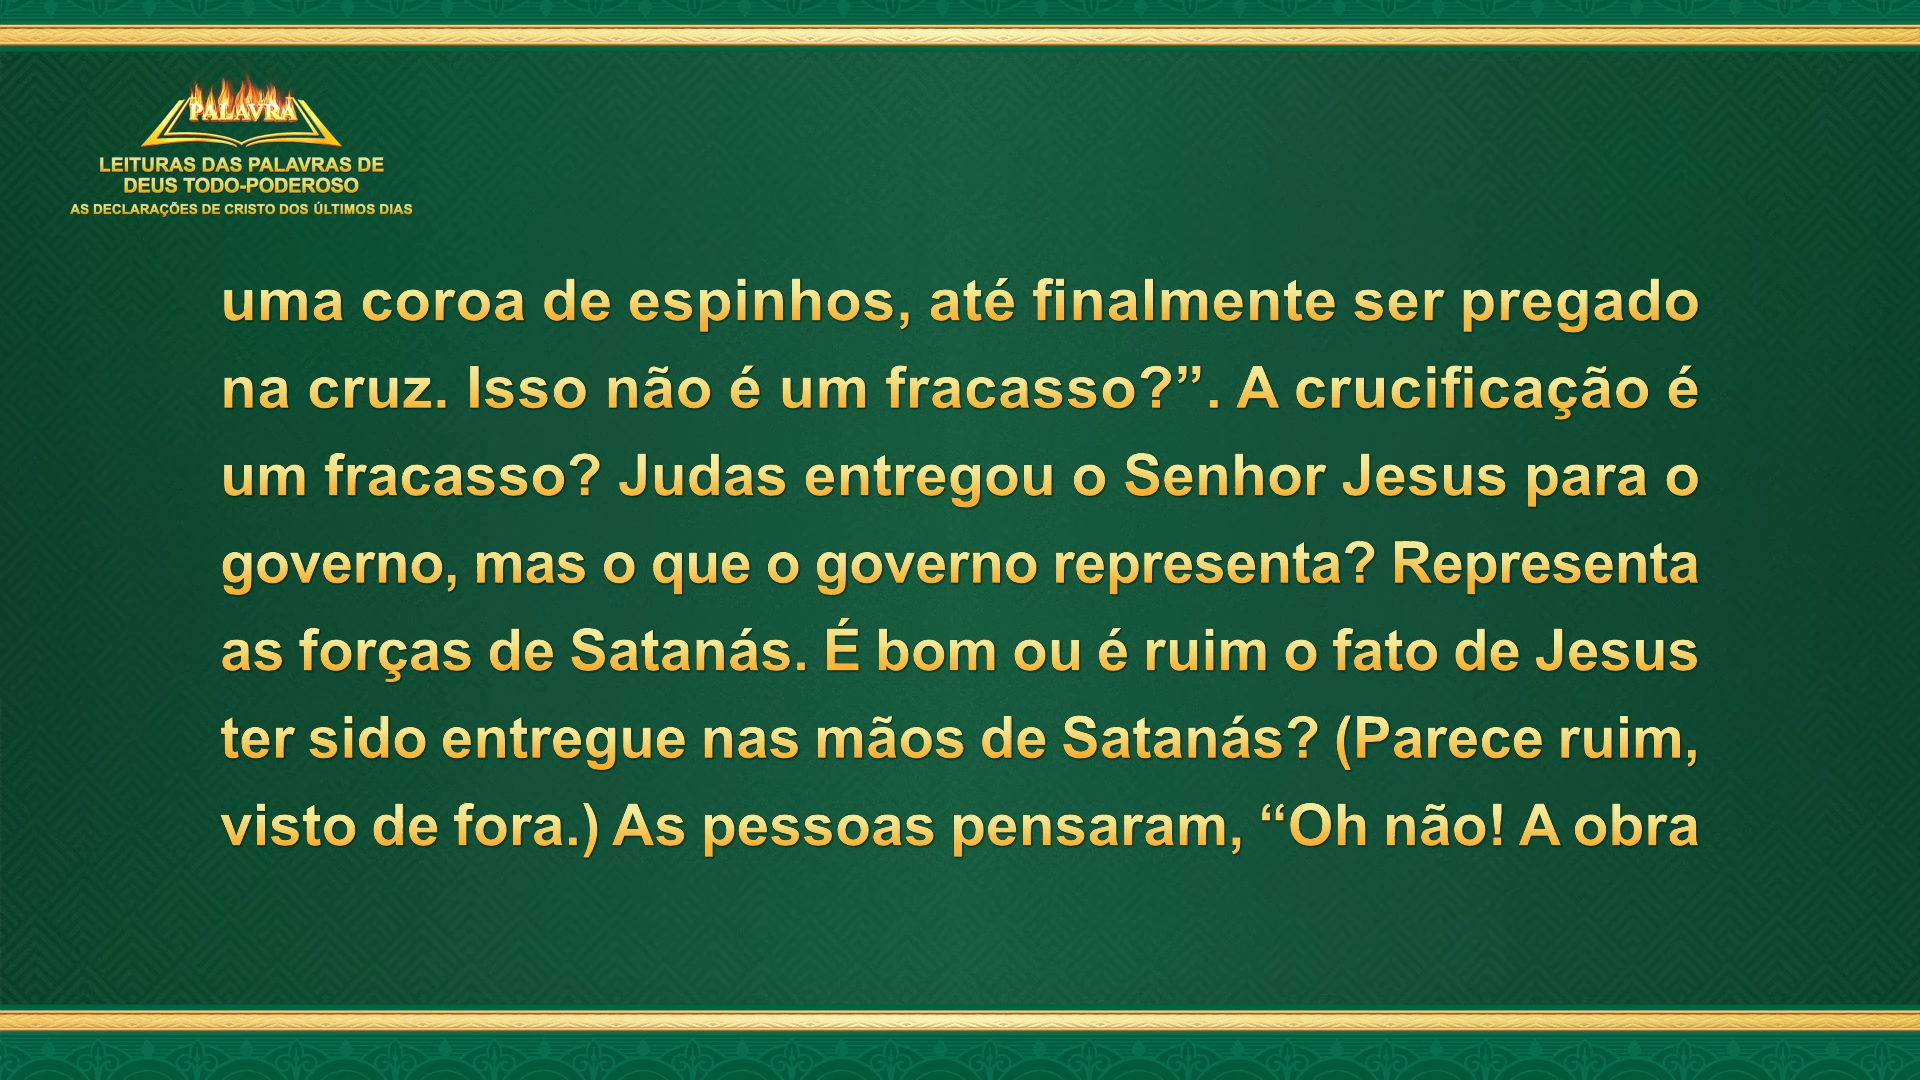 PALAVRA
LEITURAS DAS PALAVRAS DE
DEUS TODO-PODEROSO
AS DECLARAÇÕES DE CRISTO DOS ÚLTIMOS DIAS
uma coroa de espinhos, até finalmente ser pregado
na cruz. Isso não é um fracasso?”. A crucificação é
um fracasso? Judas entregou o Senhor Jesus para o
governo, mas o que o governo representa? Representa
as forças de Satanás. É bom ou é ruim o fato de Jesus
ter sido entregue nas mãos de Satanás? (Parece ruim,
visto de fora.) As pessoas pensaram, “Oh não! A obra